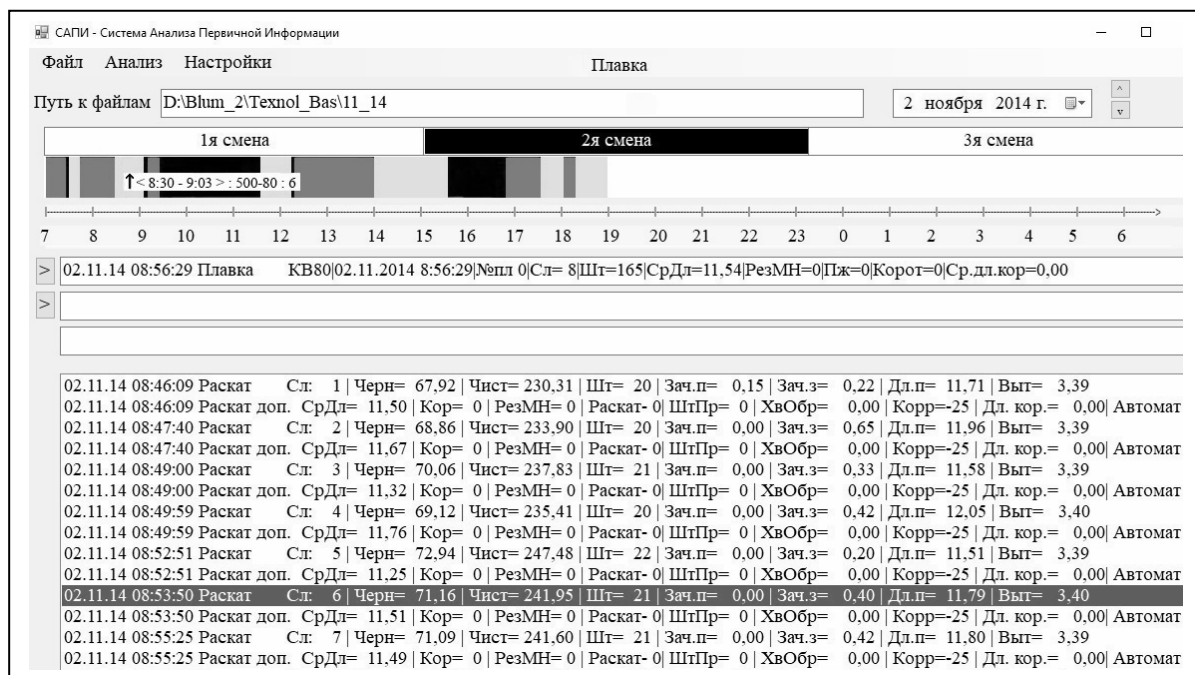 САПИ - Система Анализа Первичной Информации
Файл Анализ Настройки Плавка
Путь к файлам D:\Blum_2\Texnol_Bas\11_14 2 ноября 2014 г.
1я смена 2я смена 3я смена
< 8:30 - 9:03 > : 500-80 : 6
7 8 9 10 11 12 13 14 15 16 17 18 19 20 21 22 23 0 1 2 3 4 5 6
> 02.11.14 08:56:29 Плавка КВ80|02.11.2014 8:56:29|№пл 0|Сл= 8|Шт=165|СрДл=11,54|РезМН=0|Пж=0|Корот=0|Ср.дл.кор=0,00
>
02.11.14 08:46:09 Раскат Сл: 1 | Черн= 67,92 | Чист= 230,31 | Шт= 20 | Зач.п= 0,15 | Зач.з= 0,22 | Дл.п= 11,71 | Выт= 3,39
02.11.14 08:46:09 Раскат доп. СрДл= 11,50 | Кор= 0 | РезМН= 0 | Раскат- 0| ШтПр= 0 | ХвОбр= 0,00 | Корр=-25 | Дл. кор.= 0,00| Автомат
02.11.14 08:47:40 Раскат Сл: 2 | Черн= 68,86 | Чист= 233,90 | Шт= 20 | Зач.п= 0,00 | Зач.з= 0,65 | Дл.п= 11,96 | Выт= 3,39
02.11.14 08:47:40 Раскат доп. СрДл= 11,67 | Кор= 0 | РезМН= 0 | Раскат- 0| ШтПр= 0 | ХвОбр= 0,00 | Корр=-25 | Дл. кор.= 0,00| Автомат
02.11.14 08:49:00 Раскат Сл: 3 | Черн= 70,06 | Чист= 237,83 | Шт= 21 | Зач.п= 0,00 | Зач.з= 0,33 | Дл.п= 11,58 | Выт= 3,39
02.11.14 08:49:00 Раскат доп. СрДл= 11,32 | Кор= 0 | РезМН= 0 | Раскат- 0| ШтПр= 0 | ХвОбр= 0,00 | Корр=-25 | Дл. кор.= 0,00| Автомат
02.11.14 08:49:59 Раскат Сл: 4 | Черн= 69,12 | Чист= 235,41 | Шт= 20 | Зач.п= 0,00 | Зач.з= 0,42 | Дл.п= 12,05 | Выт= 3,40
02.11.14 08:49:59 Раскат доп. СрДл= 11,76 | Кор= 0 | РезМН= 0 | Раскат- 0| ШтПр= 0 | ХвОбр= 0,00 | Корр=-25 | Дл. кор.= 0,00| Автомат
02.11.14 08:52:51 Раскат Сл: 5 | Черн= 72,94 | Чист= 247,48 | Шт= 22 | Зач.п= 0,00 | Зач.з= 0,20 | Дл.п= 11,51 | Выт= 3,39
02.11.14 08:52:51 Раскат доп. СрДл= 11,25 | Кор= 0 | РезМН= 0 | Раскат- 0| ШтПр= 0 | ХвОбр= 0,00 | Корр=-25 | Дл. кор.= 0,00| Автомат
02.11.14 08:53:50 Раскат Сл: 6 | Черн= 71,16 | Чист= 241,95 | Шт= 21 | Зач.п= 0,00 | Зач.з= 0,40 | Дл.п= 11,79 | Выт= 3,40
02.11.14 08:53:50 Раскат доп. СрДл= 11,51 | Кор= 0 | РезМН= 0 | Раскат- 0| ШтПр= 0 | ХвОбр= 0,00 | Корр=-25 | Дл. кор.= 0,00| Автомат
02.11.14 08:55:25 Раскат Сл: 7 | Черн= 71,09 | Чист= 241,60 | Шт= 21 | Зач.п= 0,00 | Зач.з= 0,42 | Дл.п= 11,80 | Выт= 3,39
02.11.14 08:55:25 Раскат доп. СрДл= 11,49 | Кор= 0 | РезМН= 0 | Раскат- 0| ШтПр= 0 | ХвОбр= 0,00 | Корр=-25 | Дл. кор.= 0,00| Автомат